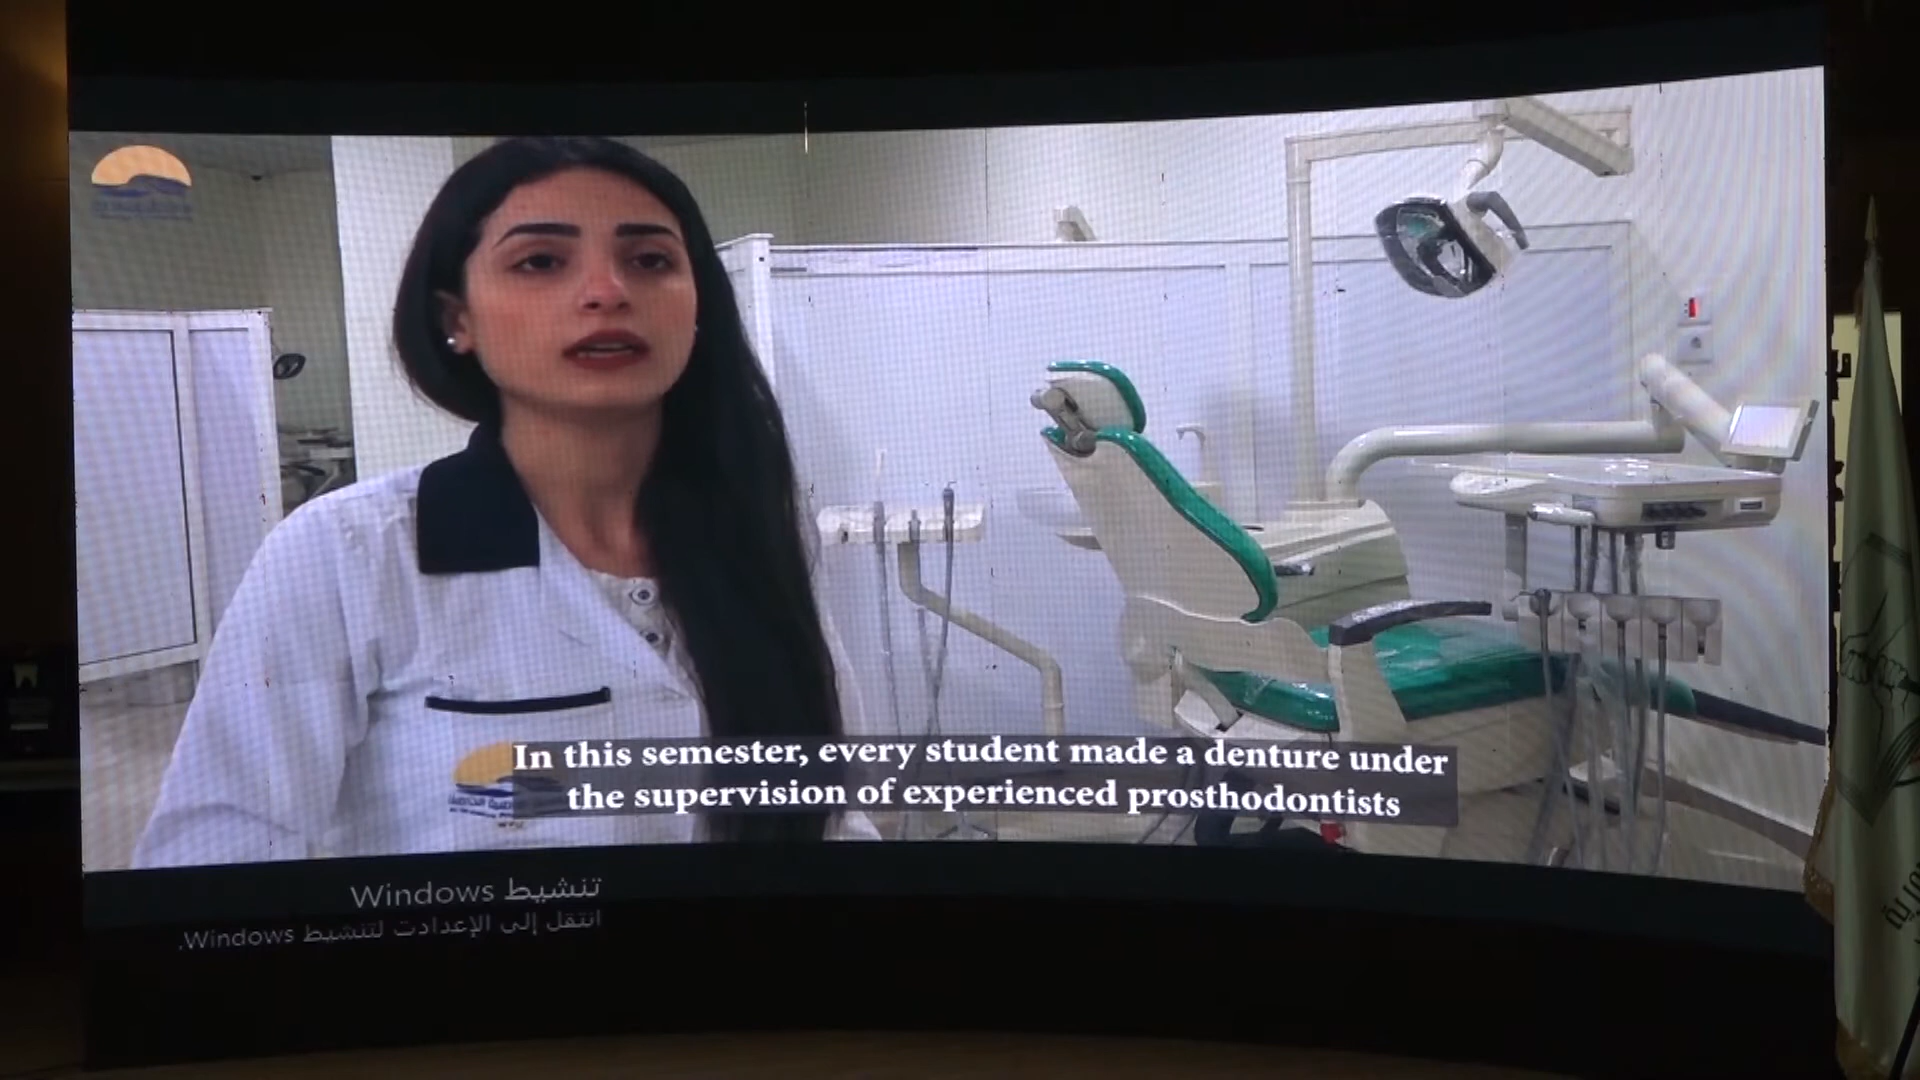 In this semester, every student made a denture under
the supervision of experienced prosthodontists
تنشيط Windows
انتقل إلى الإعدادت لتنشيط Windows.